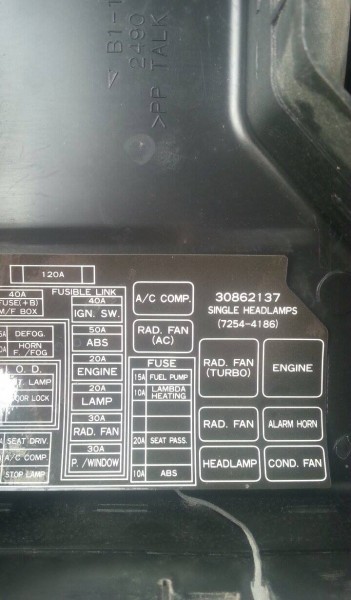 B1-1
2490
>PP TALK
120A
FUSIBLE LINK
40A
FUSE(+B)
M/F BOX
40A
IGN. SW.
50A
ABS
20A
ENGINE
20A
LAMP
30A
RAD. FAN
30A
P. /WINDOW
DEFOG.
HORN
F. /FOG
O. D.
LAMP
LOCK
SEAT DRIV.
A/C COMP.
STOP LAMP
A/C COMP.
RAD. FAN
(AC)
FUSE
15A FUEL PUMP
10A LAMBDA
HEATING
20A SEAT PASS.
10A ABS
30862137
SINGLE HEADLAMPS
(7254-4186)
RAD. FAN
(TURBO)
ENGINE
RAD. FAN
ALARM HORN
HEADLAMP
COND. FAN